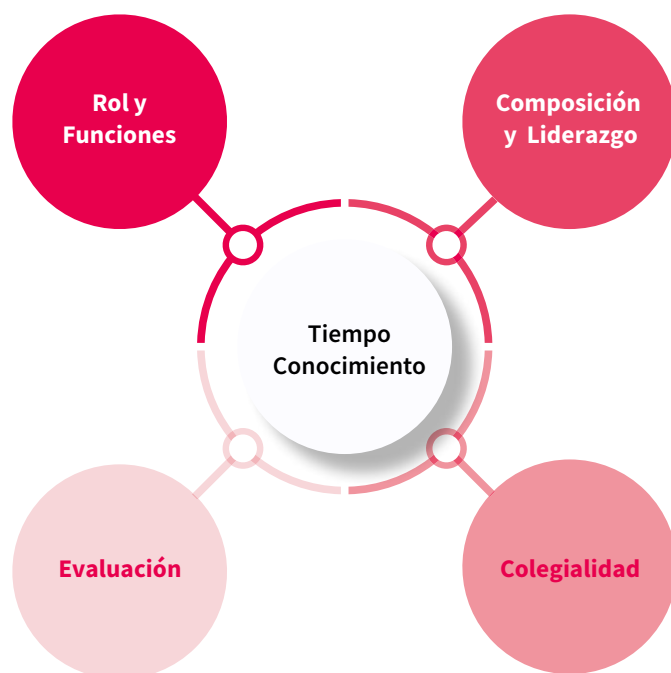 Rol y
Funciones
Composición
y Liderazgo
Tiempo
Conocimiento
Evaluación
Colegialidad